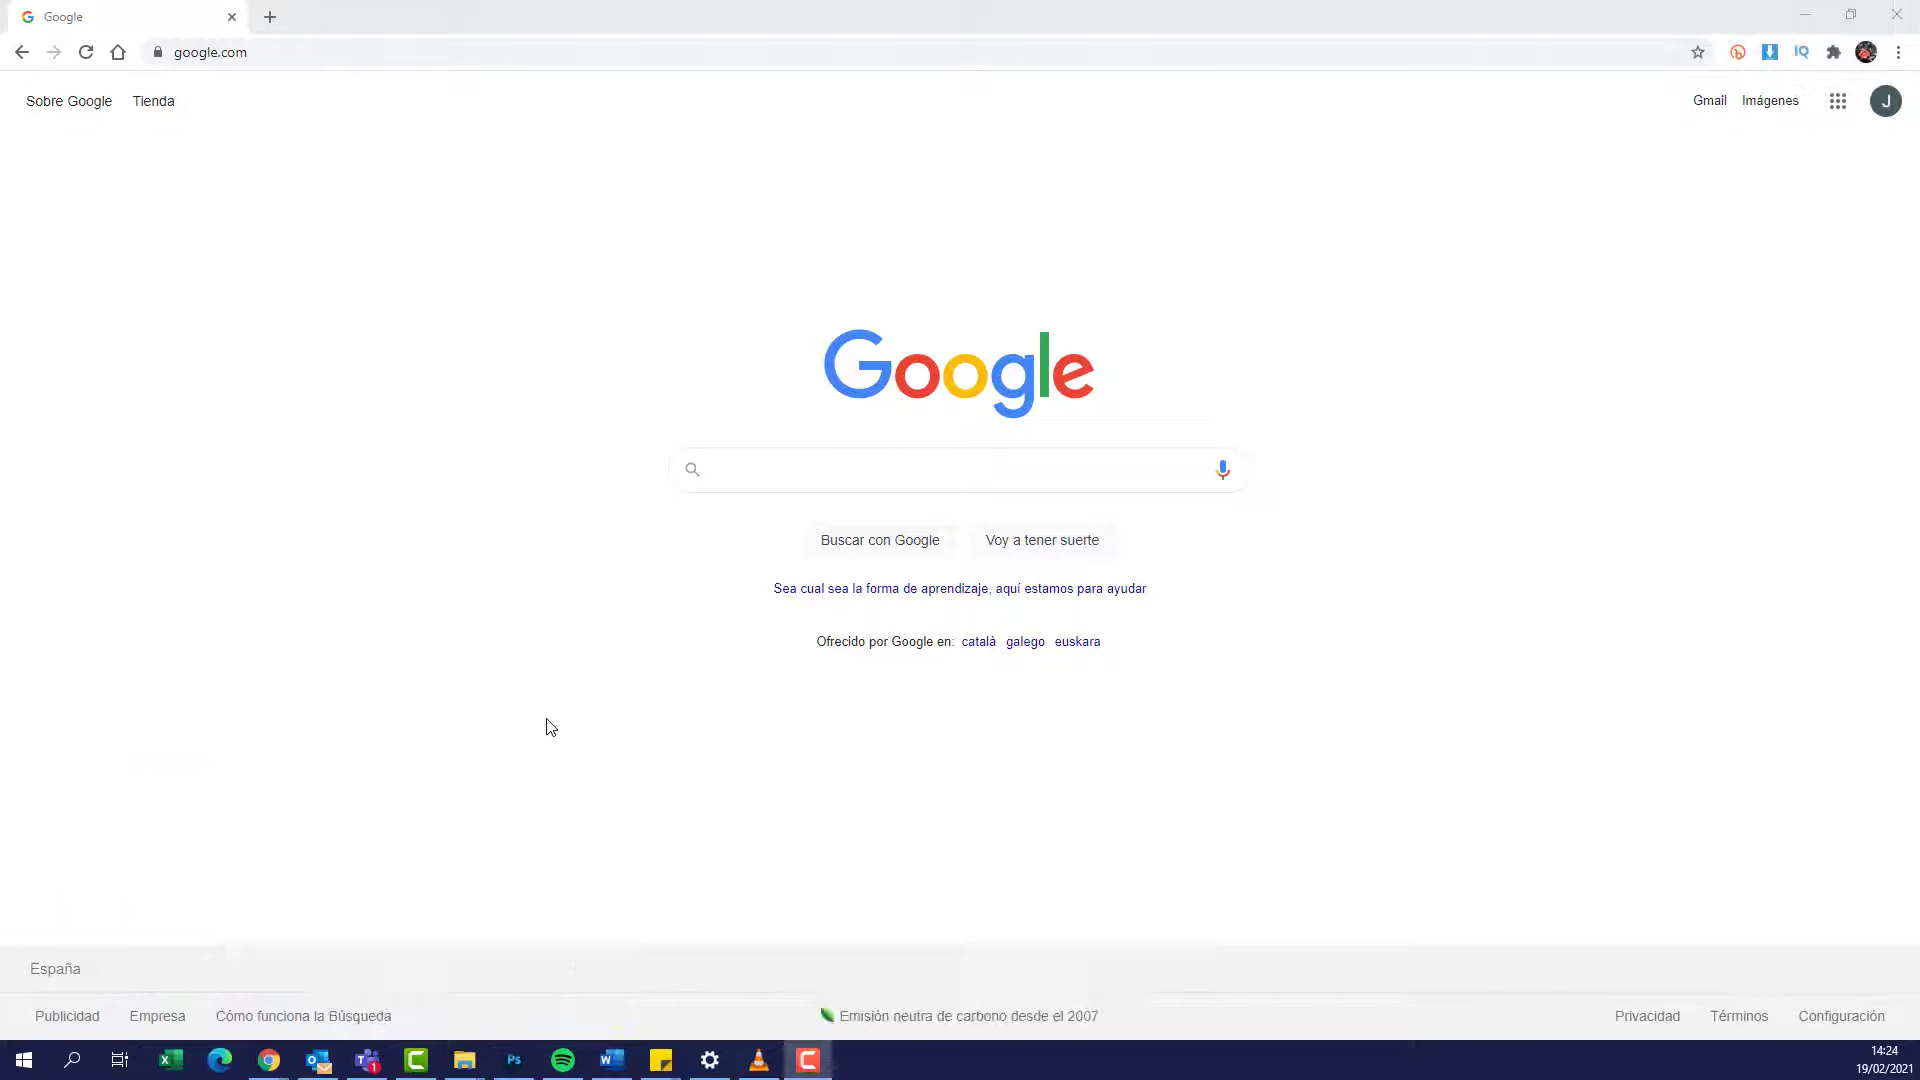 Google
google.com
Sobre Google Tienda
Gmail Imágenes
J
Google
Buscar con Google Voy a tener suerte
Sea cual sea la forma de aprendizaje, aquí estamos para ayudar
Ofrecido por Google en: català galego euskara
España
Publicidad Empresa Cómo funciona la Búsqueda
Emisión neutra de carbono desde el 2007
Privacidad Términos Configuración
14:24
19/02/2021